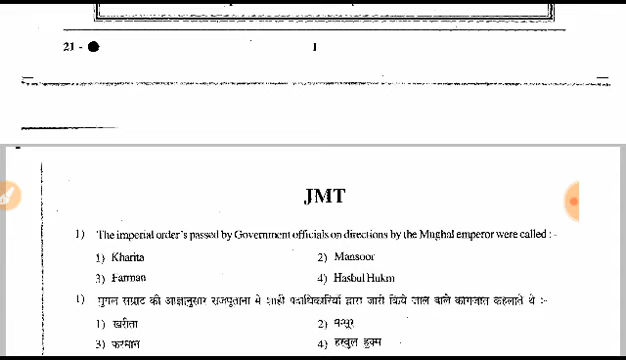 21 -
1
JMT
1) The imperial order's passed by Government officials on directions by the Mughal emperor were called : -
1) Kharita 2) Mansoor
3) Farman 4) Hasbul Hukm
1) मुगल सम्राट की आज्ञानुसार राजपूताना मे शाही पदाधिकारियों द्वारा जारी किये जाने वाले कागजात कहलाते थे :-
1) खरीता 2) मन्सूर
3) फरमान 4) हस्बुल हुक्म